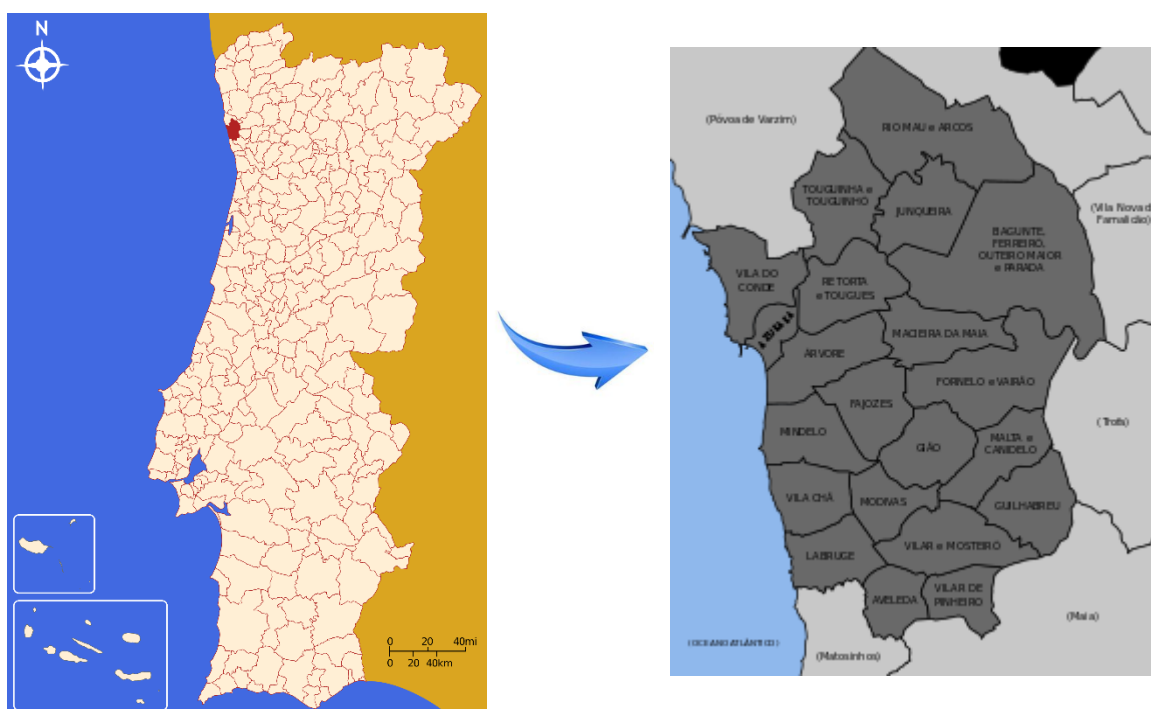 N
0 20 40mi
0 20 40km
(Póvoa de Varzim)
RIO MAU e ARCOS
TOUGUINHA e
TOUGUINHÓ
JUNQUEIRA
(Vila Nova d
Famalicão)
BAGUNTE,
FERREIRÓ,
OUTEIRO MAIOR
e PARADA
VILA DO
CONDE
RETORTA
e TOUGUES
AZURARA
MACIEIRA DA MAIA
ÁRVORE
FORNELO e VAIRÃO
FAJOZES
(Trofa)
MINDELO
GIÃO
MALTA e
CANIDELO
VILA CHÃ
MODIVAS
GUILHABREU
LABRUGE
VILAR e MOSTEIRÓ
AVELEDA
VILAR DE
PINHEIRO
(Maia)
(OCEANO ATLÂNTICO)
(Matosinhos)